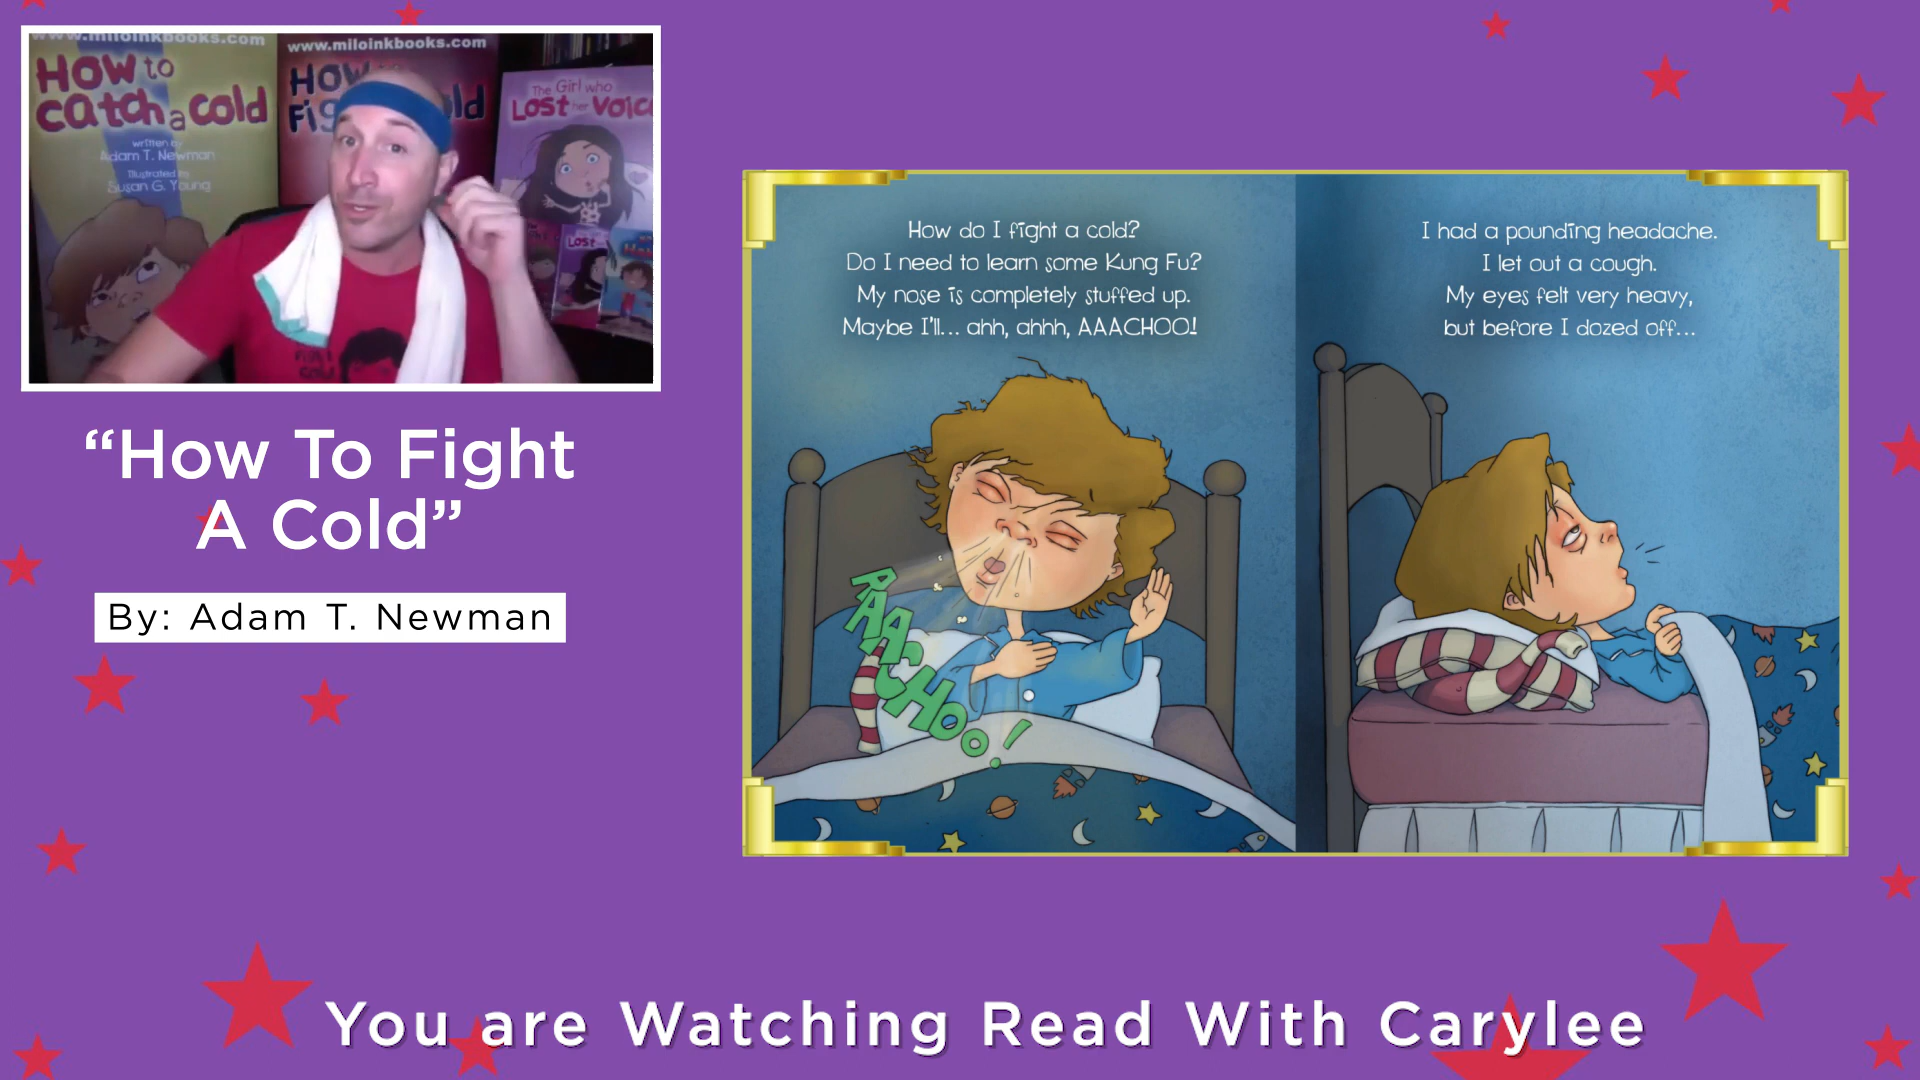 www.miloinkbooks.com
How to
catch a cold
written by
Adam T. Newman
Illustrated by
Susan G. Young
www.miloinkbooks.com
The Girl who
Lost her Voice
Lost
“How To Fight
A Cold”
By: Adam T. Newman
How do I fight a cold?
Do I need to learn some Kung Fu?
My nose is completely stuffed up.
Maybe I'll... ahh, ahhh, AAACHOO!
AAACHOO!
I had a pounding headache.
I let out a cough.
My eyes felt very heavy,
but before I dozed off...
You are Watching Read With Carylee